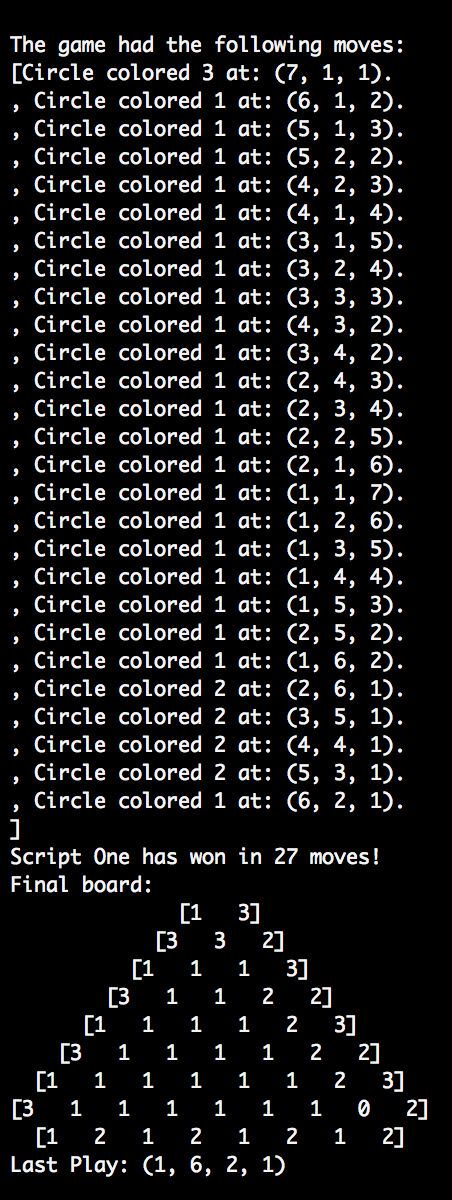 The game had the following moves:
[Circle colored 3 at: (7, 1, 1).
, Circle colored 1 at: (6, 1, 2).
, Circle colored 1 at: (5, 1, 3).
, Circle colored 1 at: (5, 2, 2).
, Circle colored 1 at: (4, 2, 3).
, Circle colored 1 at: (4, 1, 4).
, Circle colored 1 at: (3, 1, 5).
, Circle colored 1 at: (3, 2, 4).
, Circle colored 1 at: (3, 3, 3).
, Circle colored 1 at: (4, 3, 2).
, Circle colored 1 at: (3, 4, 2).
, Circle colored 1 at: (2, 4, 3).
, Circle colored 1 at: (2, 3, 4).
, Circle colored 1 at: (2, 2, 5).
, Circle colored 1 at: (2, 1, 6).
, Circle colored 1 at: (1, 1, 7).
, Circle colored 1 at: (1, 2, 6).
, Circle colored 1 at: (1, 3, 5).
, Circle colored 1 at: (1, 4, 4).
, Circle colored 1 at: (1, 5, 3).
, Circle colored 1 at: (2, 5, 2).
, Circle colored 1 at: (1, 6, 2).
, Circle colored 2 at: (2, 6, 1).
, Circle colored 2 at: (3, 5, 1).
, Circle colored 2 at: (4, 4, 1).
, Circle colored 2 at: (5, 3, 1).
, Circle colored 1 at: (6, 2, 1).
]
Script One has won in 27 moves!
Final board:
[1 3]
[3 3 2]
[1 1 1 3]
[3 1 1 2 2]
[1 1 1 1 2 3]
[3 1 1 1 1 2 2]
[1 1 1 1 1 1 2 3]
[3 1 1 1 1 1 1 0 2]
[1 2 1 2 1 2 1 2]
Last Play: (1, 6, 2, 1)